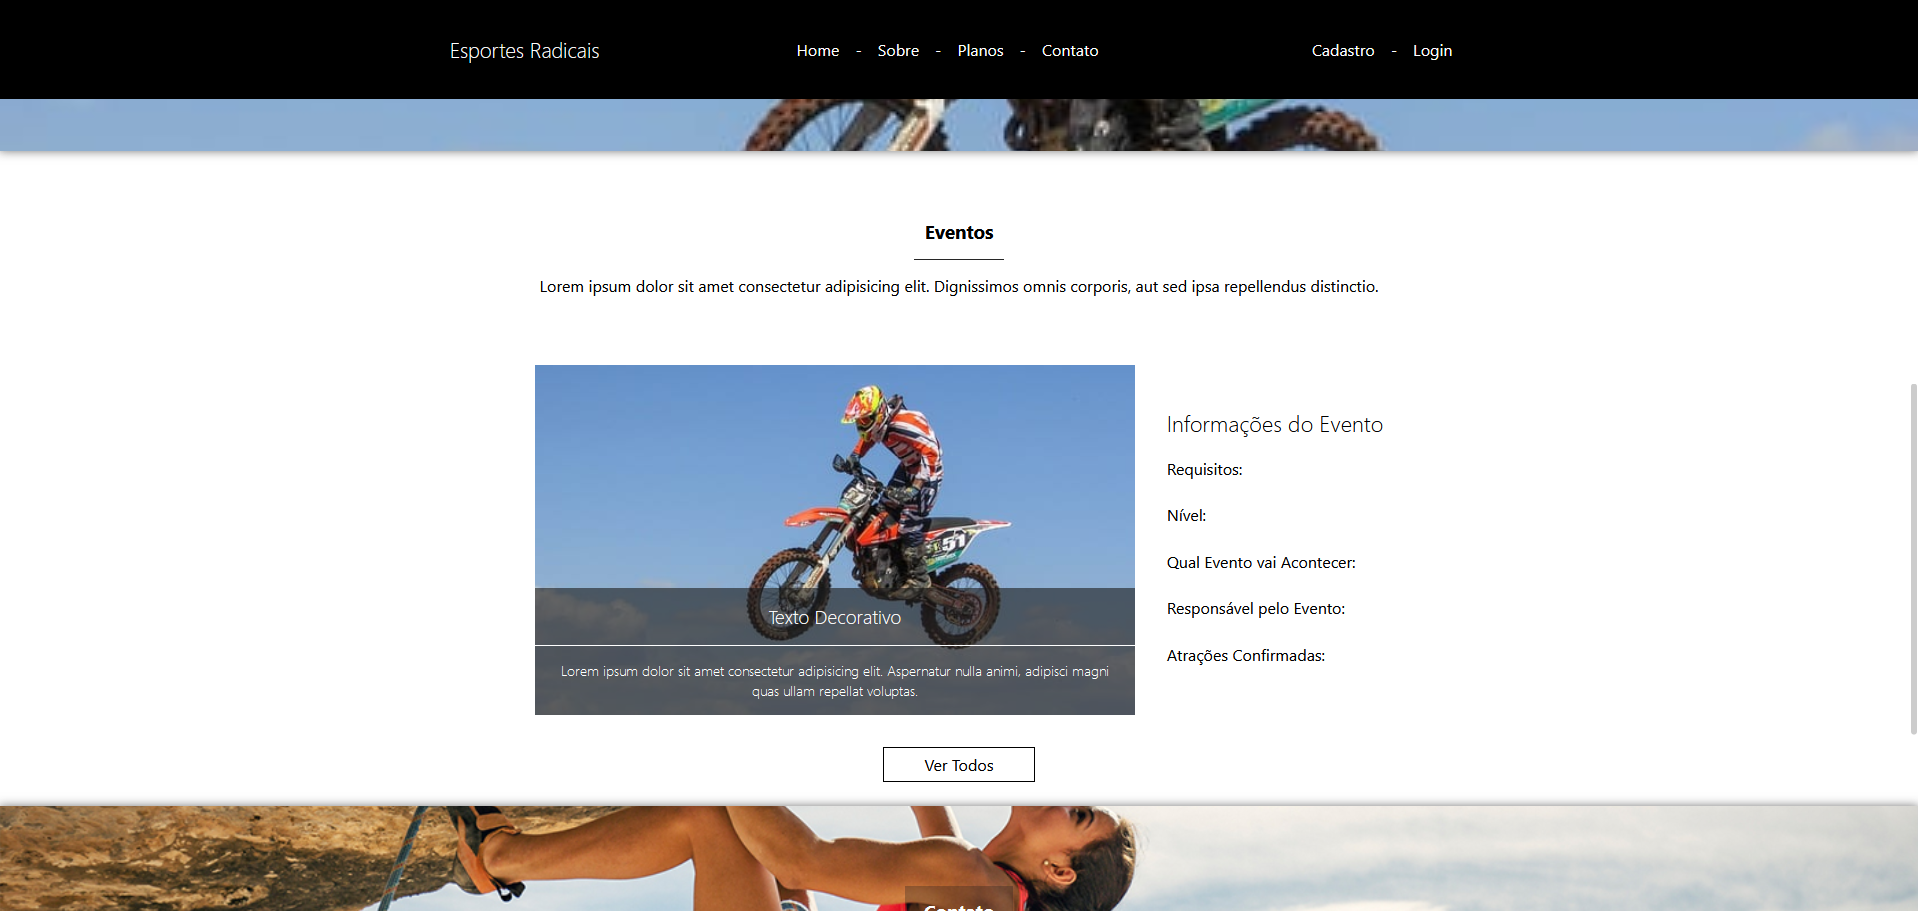 Esportes Radicais
Home - Sobre - Planos - Contato
Cadastro - Login
Eventos
Lorem ipsum dolor sit amet consectetur adipisicing elit. Dignissimos omnis corporis, aut sed ipsa repellendus distinctio.
51
51
Texto Decorativo
Lorem ipsum dolor sit amet consectetur adipisicing elit. Aspernatur nulla animi, adipisci magni
quas ullam repellat voluptas.
Informações do Evento
Requisitos:
Nível:
Qual Evento vai Acontecer:
Responsável pelo Evento:
Atrações Confirmadas:
Ver Todos
Contato